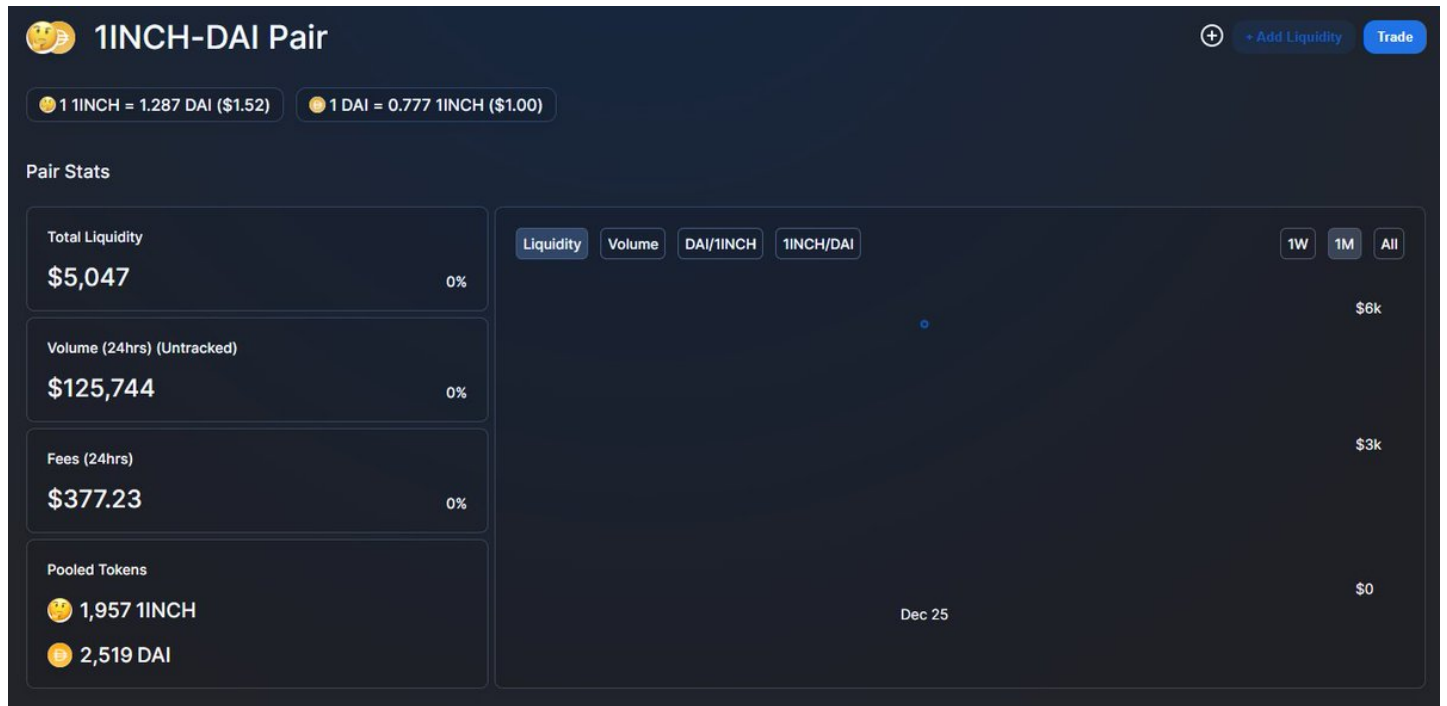 1INCH-DAI Pair
+ Add Liquidity
Trade
1 1INCH = 1.287 DAI ($1.52)
1 DAI = 0.777 1INCH ($1.00)
Pair Stats
Total Liquidity
$5,047
0%
Volume (24hrs) (Untracked)
$125,744
0%
Fees (24hrs)
$377.23
0%
Pooled Tokens
1,957 1INCH
2,519 DAI
Liquidity
Volume
DAI/1INCH
1INCH/DAI
1W
1M
All
$6k
$3k
$0
Dec 25